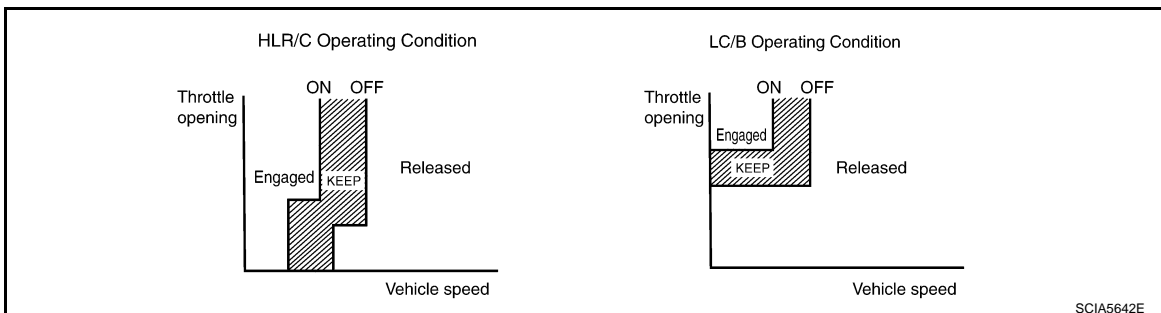 HLR/C Operating Condition
ON OFF
Throttle
opening
Engaged
KEEP
Released
Vehicle speed
LC/B Operating Condition
ON OFF
Throttle
opening
Engaged
KEEP
Released
Vehicle speed
SCIA5642E